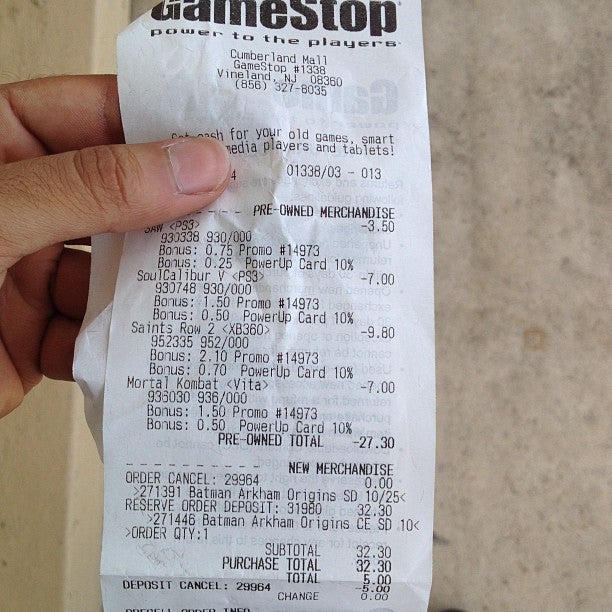 GameStop
power to the players
Cumberland Mall
GameStop #1338
Vineland, NJ 08360
(856) 327-8035
cash for your old games, smart
media players and tablets!
4 01338/03 - 013
PRE-OWNED MERCHANDISE
SAW <PS3> -3.50
930338 930/000
Bonus: 0.75 Promo #14973
Bonus: 0.25 PowerUp Card 10%
SoulCalibur V <PS3> -7.00
930748 930/000
Bonus: 1.50 Promo #14973
Bonus: 0.50 PowerUp Card 10%
Saints Row 2 <XB360> -9.80
952335 952/000
Bonus: 2.10 Promo #14973
Bonus: 0.70 PowerUp Card 10%
Mortal Kombat <Vita> -7.00
936030 936/000
Bonus: 1.50 Promo #14973
Bonus: 0.50 PowerUp Card 10%
PRE-OWNED TOTAL -27.30
NEW MERCHANDISE
ORDER CANCEL: 29964 0.00
>271391 Batman Arkham Origins SD 10/25<
RESERVE ORDER DEPOSIT: 31980 32.30
>271446 Batman Arkham Origins CE SD 10<
>ORDER QTY:1
SUBTOTAL 32.30
PURCHASE TOTAL 32.30
TOTAL 5.00
DEPOSIT CANCEL: 29964 -5.00
CHANGE 0.00
PRESELL ORDER INFO